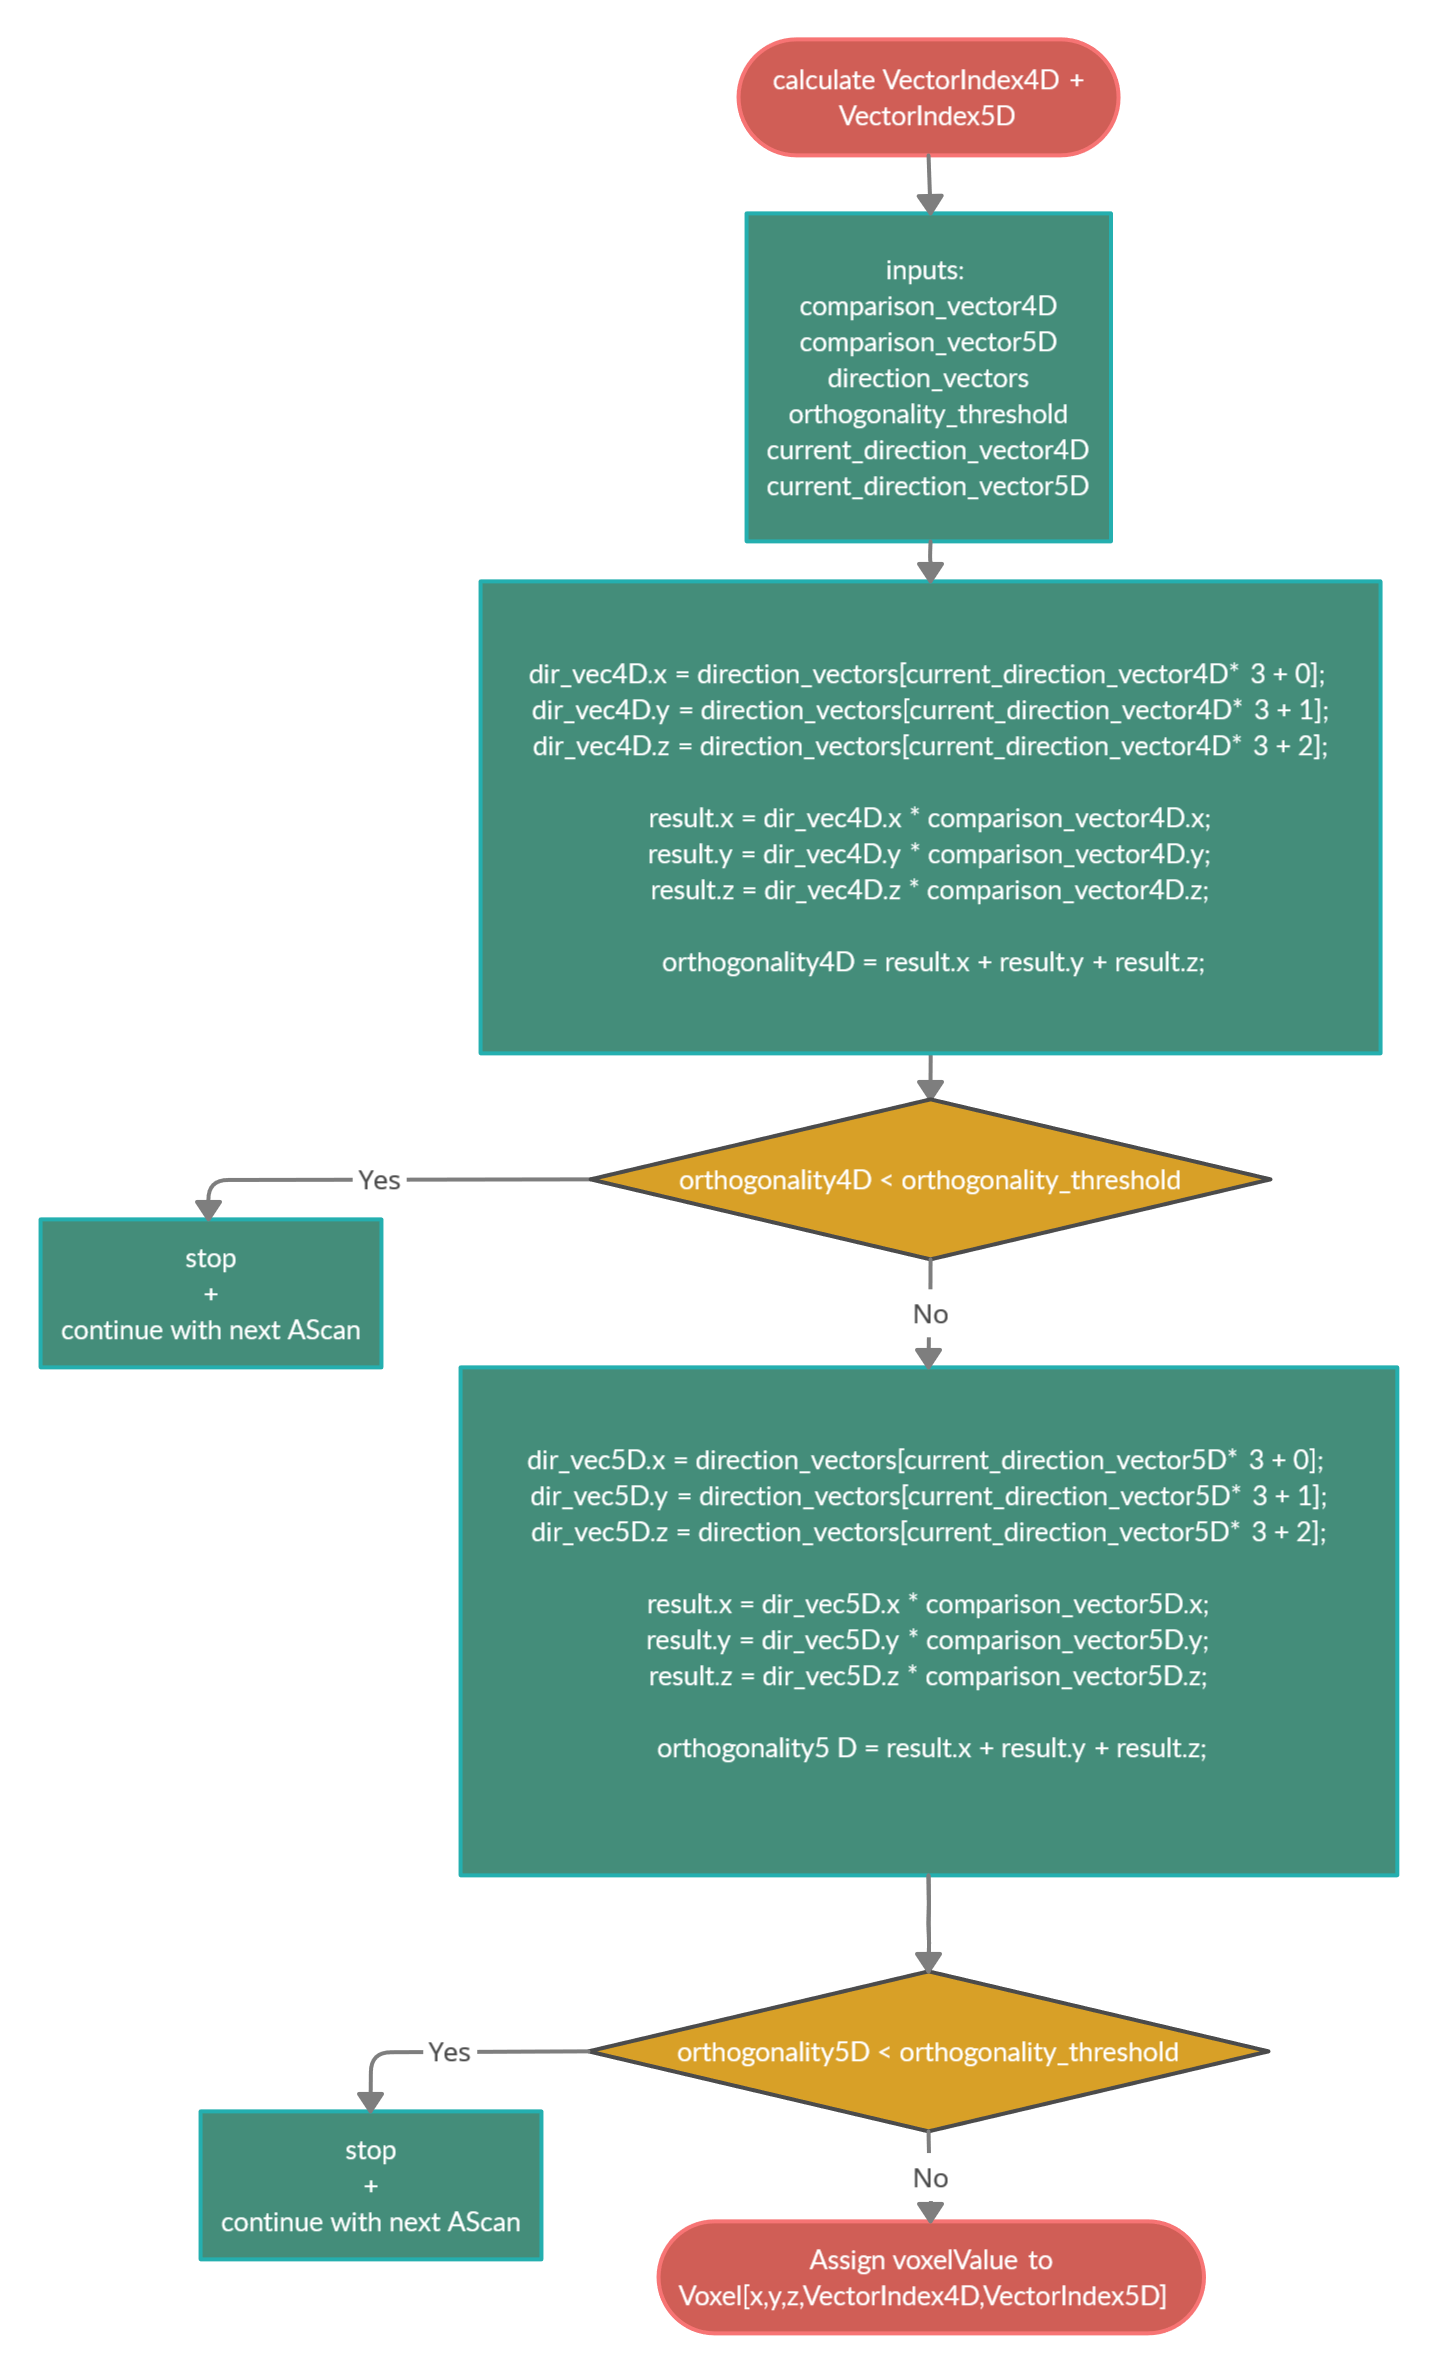 calculate VectorIndex4D +
VectorIndex5D
inputs:
comparison_vector4D
comparison_vector5D
direction_vectors
orthogonality_threshold
current_direction_vector4D
current_direction_vector5D
dir_vec4D.x = direction_vectors[current_direction_vector4D* 3 + 0];
dir_vec4D.y = direction_vectors[current_direction_vector4D* 3 + 1];
dir_vec4D.z = direction_vectors[current_direction_vector4D* 3 + 2];
result.x = dir_vec4D.x * comparison_vector4D.x;
result.y = dir_vec4D.y * comparison_vector4D.y;
result.z = dir_vec4D.z * comparison_vector4D.z;
orthogonality4D = result.x + result.y + result.z;
orthogonality4D < orthogonality_threshold
Yes
stop
+
continue with next AScan
No
dir_vec5D.x = direction_vectors[current_direction_vector5D* 3 + 0];
dir_vec5D.y = direction_vectors[current_direction_vector5D* 3 + 1];
dir_vec5D.z = direction_vectors[current_direction_vector5D* 3 + 2];
result.x = dir_vec5D.x * comparison_vector5D.x;
result.y = dir_vec5D.y * comparison_vector5D.y;
result.z = dir_vec5D.z * comparison_vector5D.z;
orthogonality5 D = result.x + result.y + result.z;
orthogonality5D < orthogonality_threshold
Yes
stop
+
continue with next AScan
No
Assign voxelValue to
Voxel[x,y,z,VectorIndex4D,VectorIndex5D]